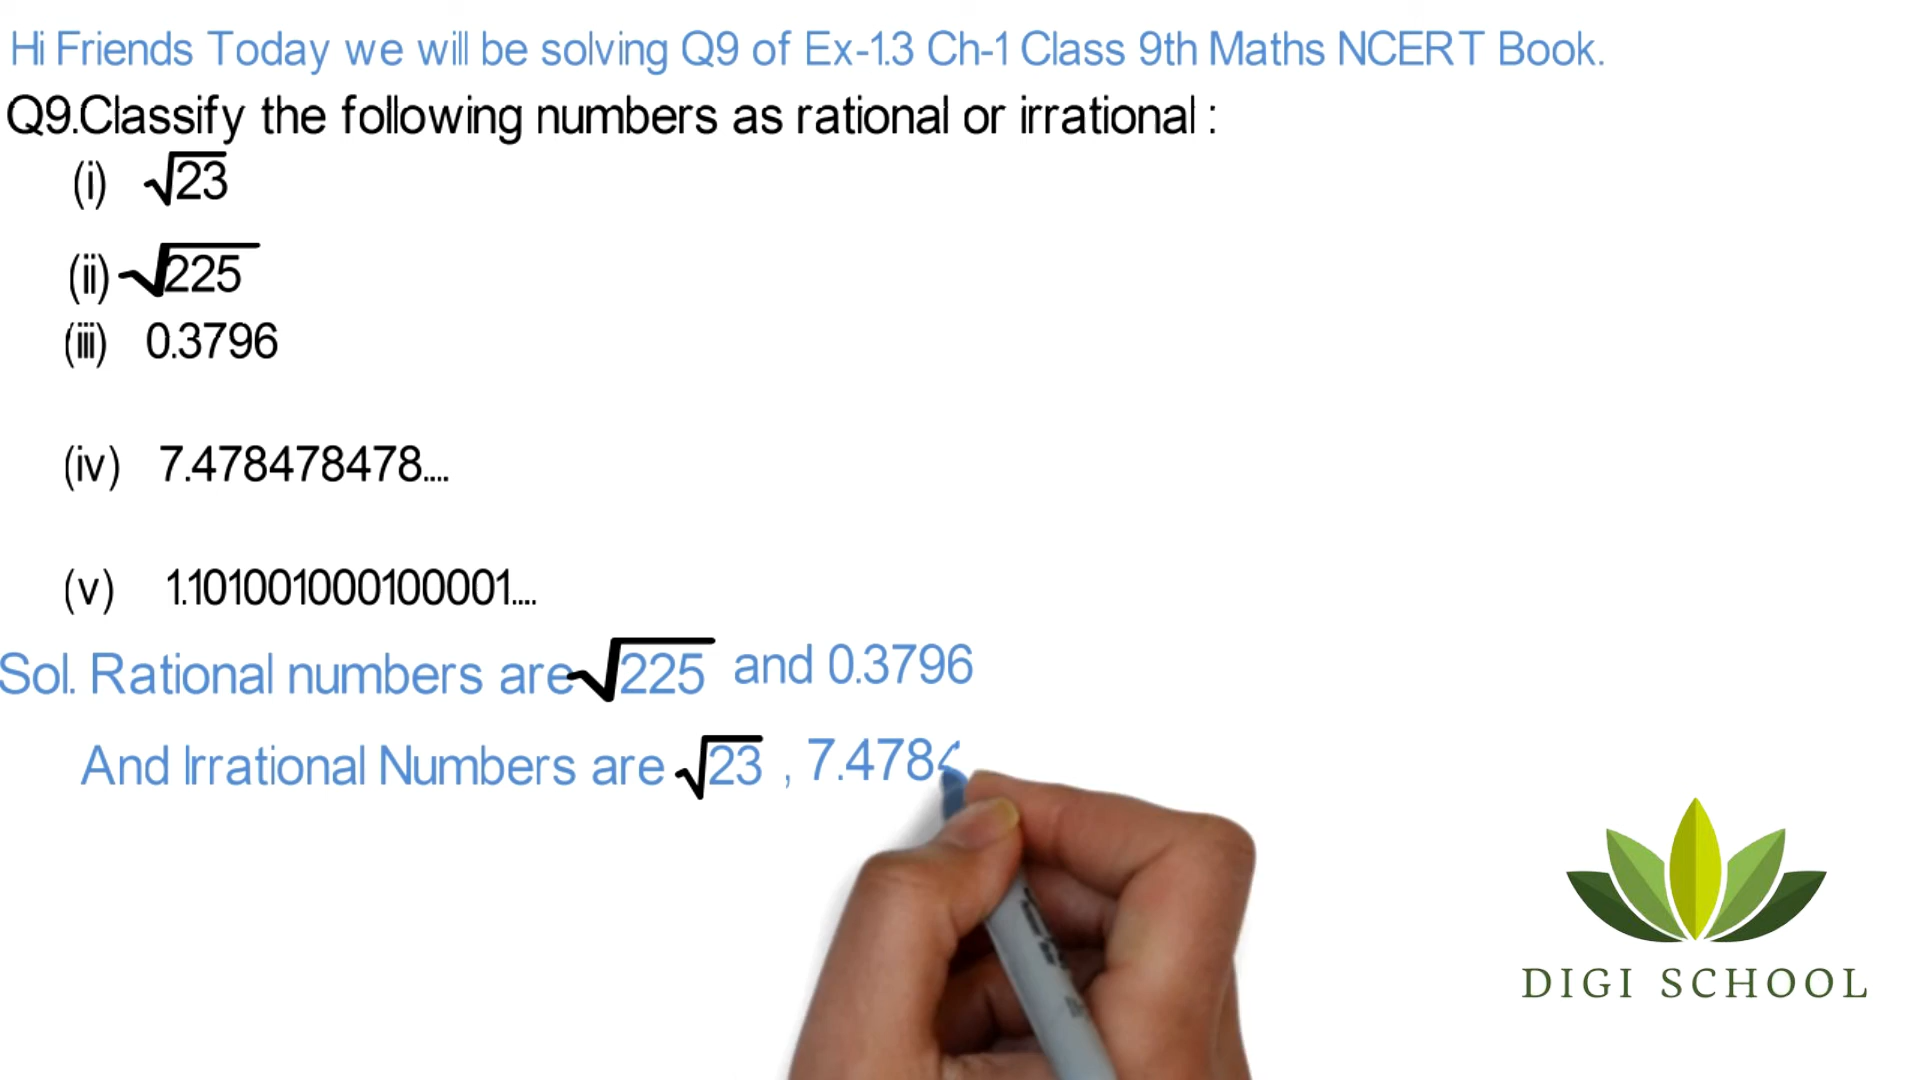 Hi Friends Today we will be solving Q9 of Ex-1.3 Ch-1 Class 9th Maths NCERT Book.
Q9.Classify the following numbers as rational or irrational :
(i) √23
(ii) √225
(iii) 0.3796
(iv) 7.478478478....
(v) 1.101001000100001....
Sol. Rational numbers are √225 and 0.3796
And Irrational Numbers are √23 , 7.478
DIGI SCHOOL